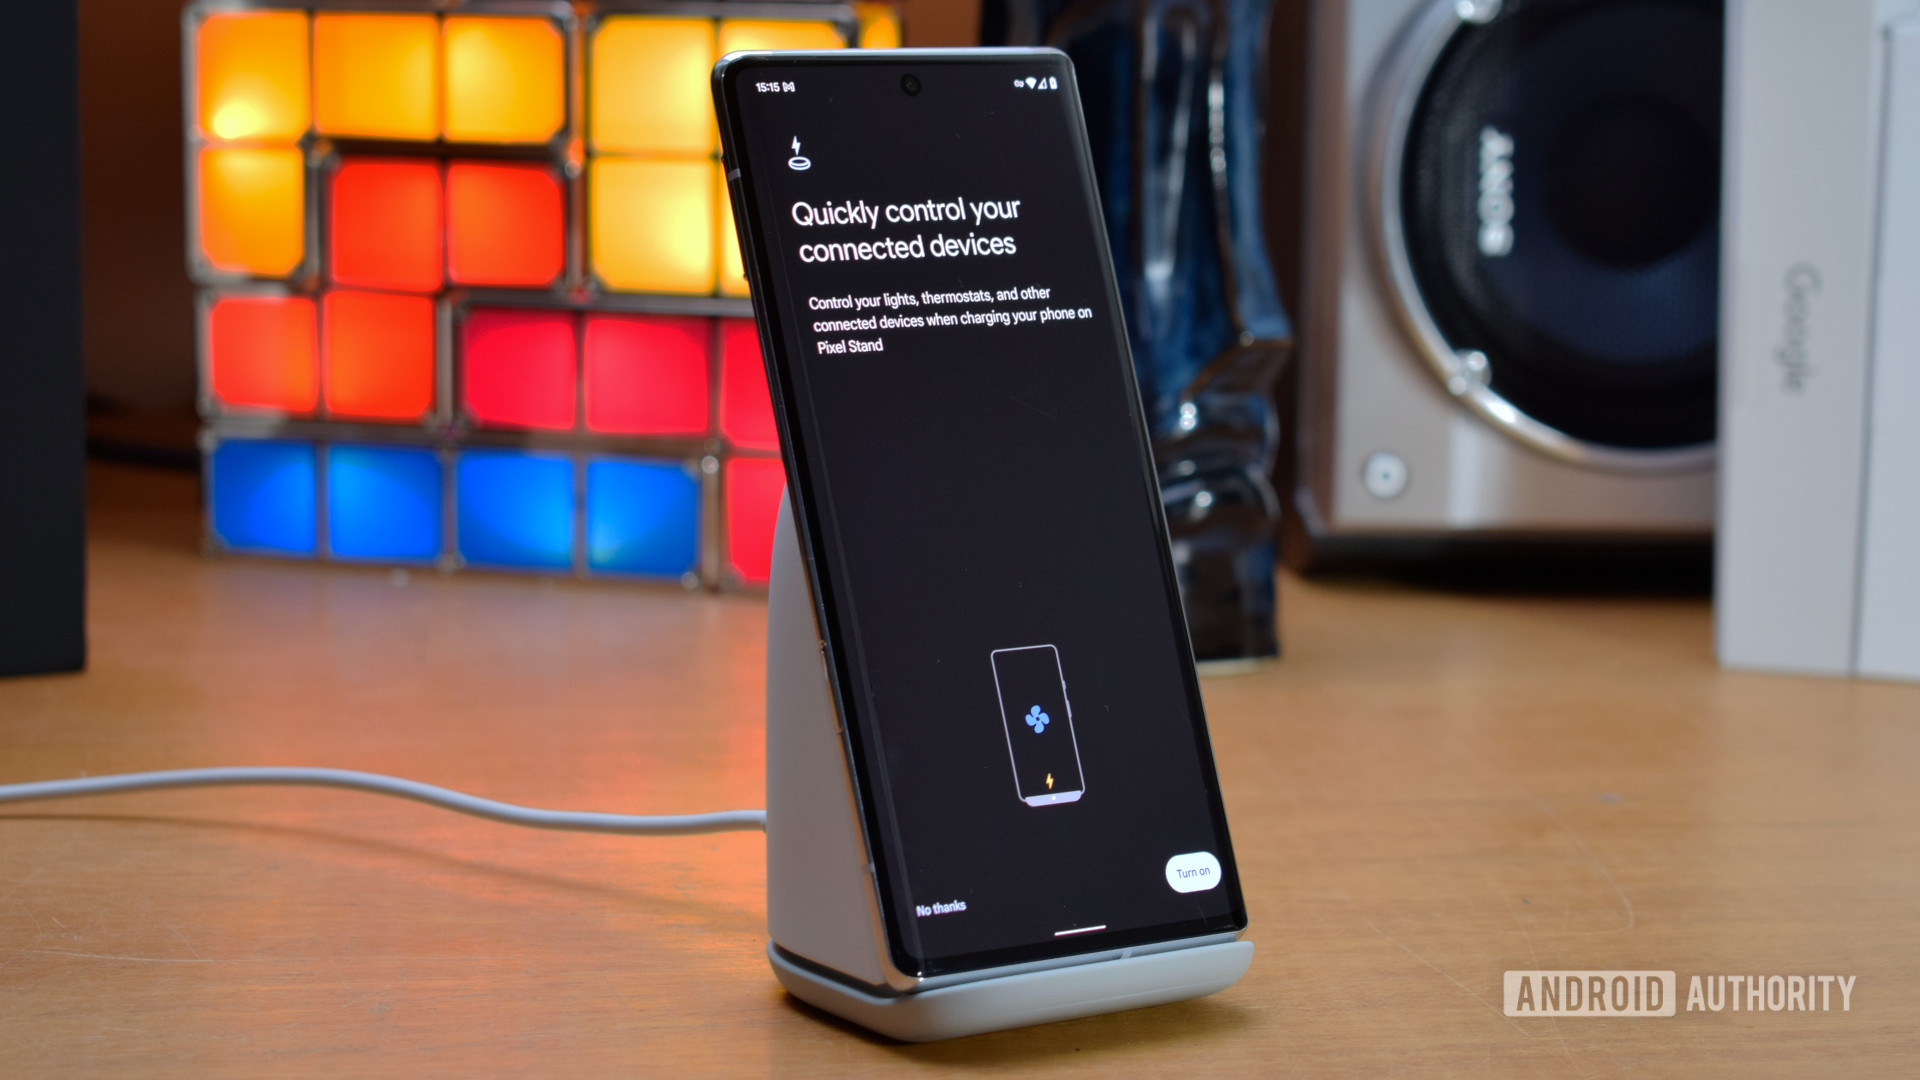 15:15
Quickly control your
connected devices
Control your lights, thermostats, and other
connected devices when charging your phone on
Pixel Stand
Turn on
No thanks
SONY
Google
ANDROID AUTHORITY